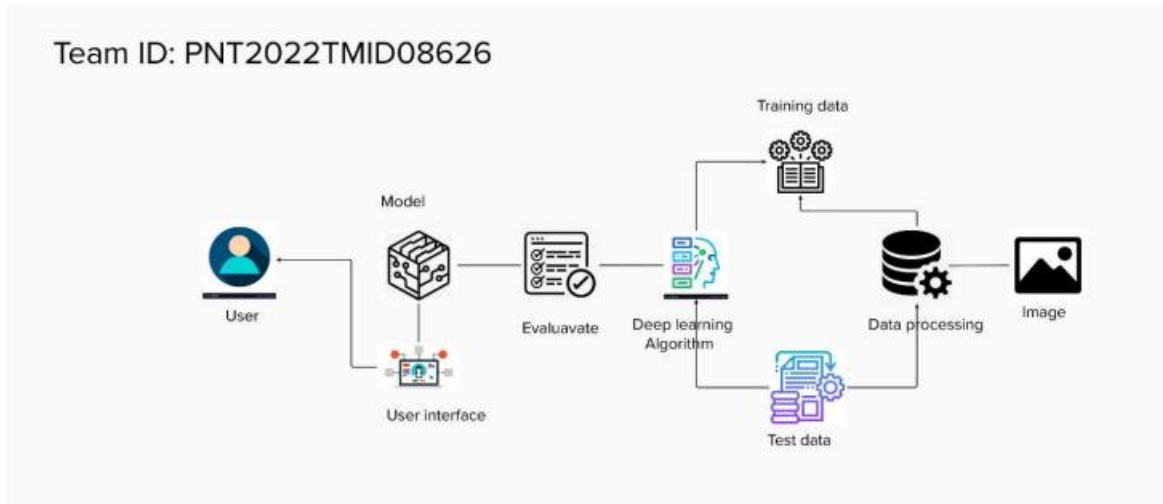 Team ID: PNT2022TMID08626
Training data
Model
User
Evaluavate
Deep learning
Algorithm
Data processing
Image
User interface
Test data